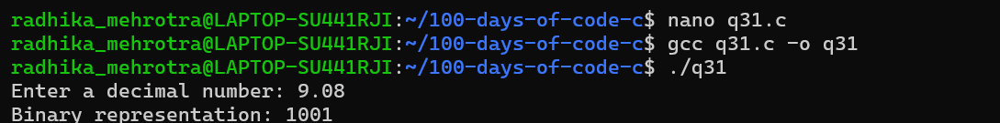 radhika_mehrotra@LAPTOP-SU441RJI:~/100-days-of-code-c$ nano q31.c
radhika_mehrotra@LAPTOP-SU441RJI:~/100-days-of-code-c$ gcc q31.c -o q31
radhika_mehrotra@LAPTOP-SU441RJI:~/100-days-of-code-c$ ./q31
Enter a decimal number: 9.08
Binary representation: 1001